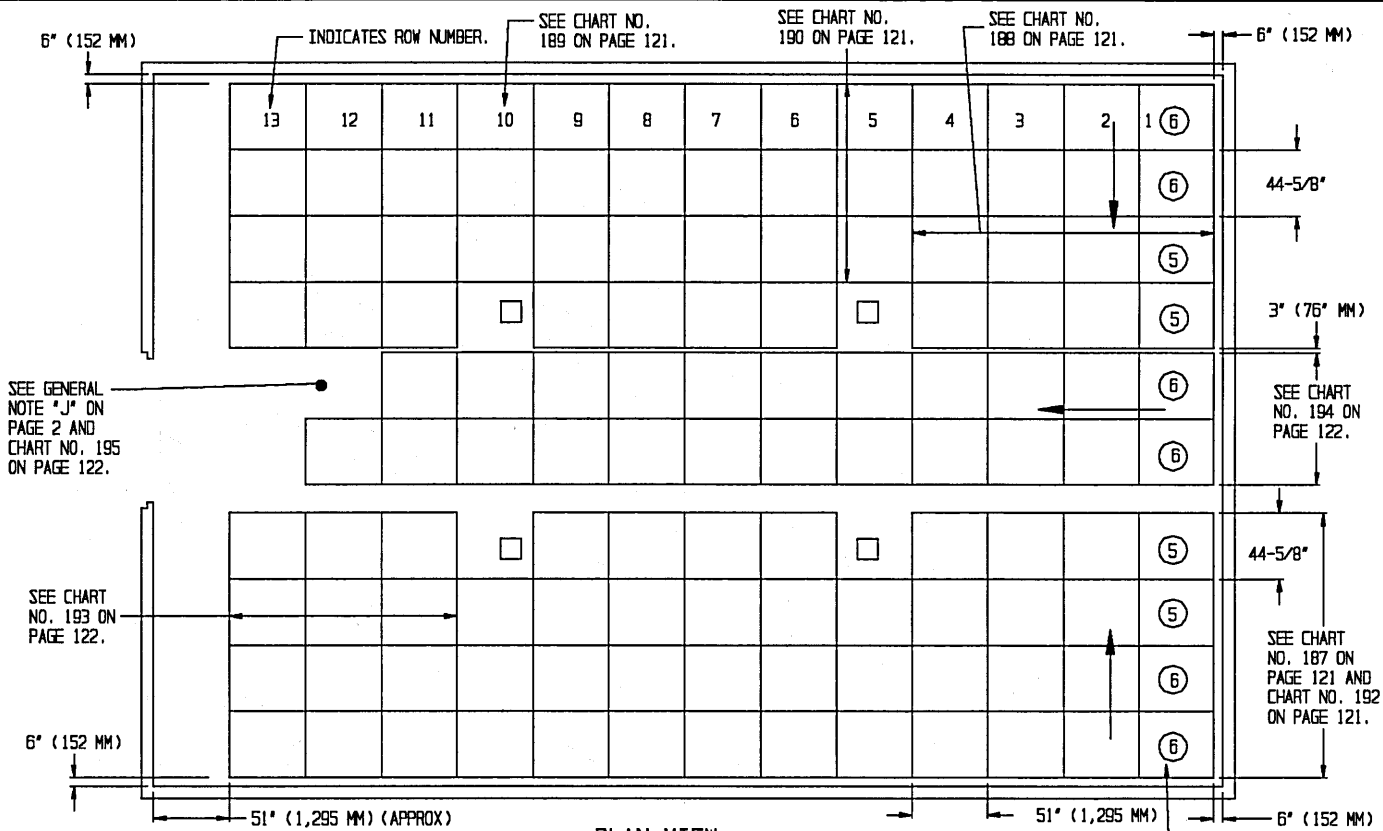 6" (152 MM)
INDICATES ROW NUMBER.
SEE CHART NO.
189 ON PAGE 121.
SEE CHART NO.
190 ON PAGE 121.
SEE CHART NO.
188 ON PAGE 121.
6" (152 MM)
13 12 11 10 9 8 7 6 5 4 3 2 1 6
6
44-5/8"
5
5
3" (76" MM)
SEE GENERAL
NOTE "J" ON
PAGE 2 AND
CHART NO. 195
ON PAGE 122.
6
6
SEE CHART
NO. 194 ON
PAGE 122.
5
44-5/8"
SEE CHART
NO. 193 ON
PAGE 122.
5
6
6
SEE CHART
NO. 187 ON
PAGE 121 AND
CHART NO. 192
ON PAGE 121.
6" (152 MM)
51" (1,295 MM) (APPROX)
51" (1,295 MM)
6" (152 MM)
PLAN VIEW